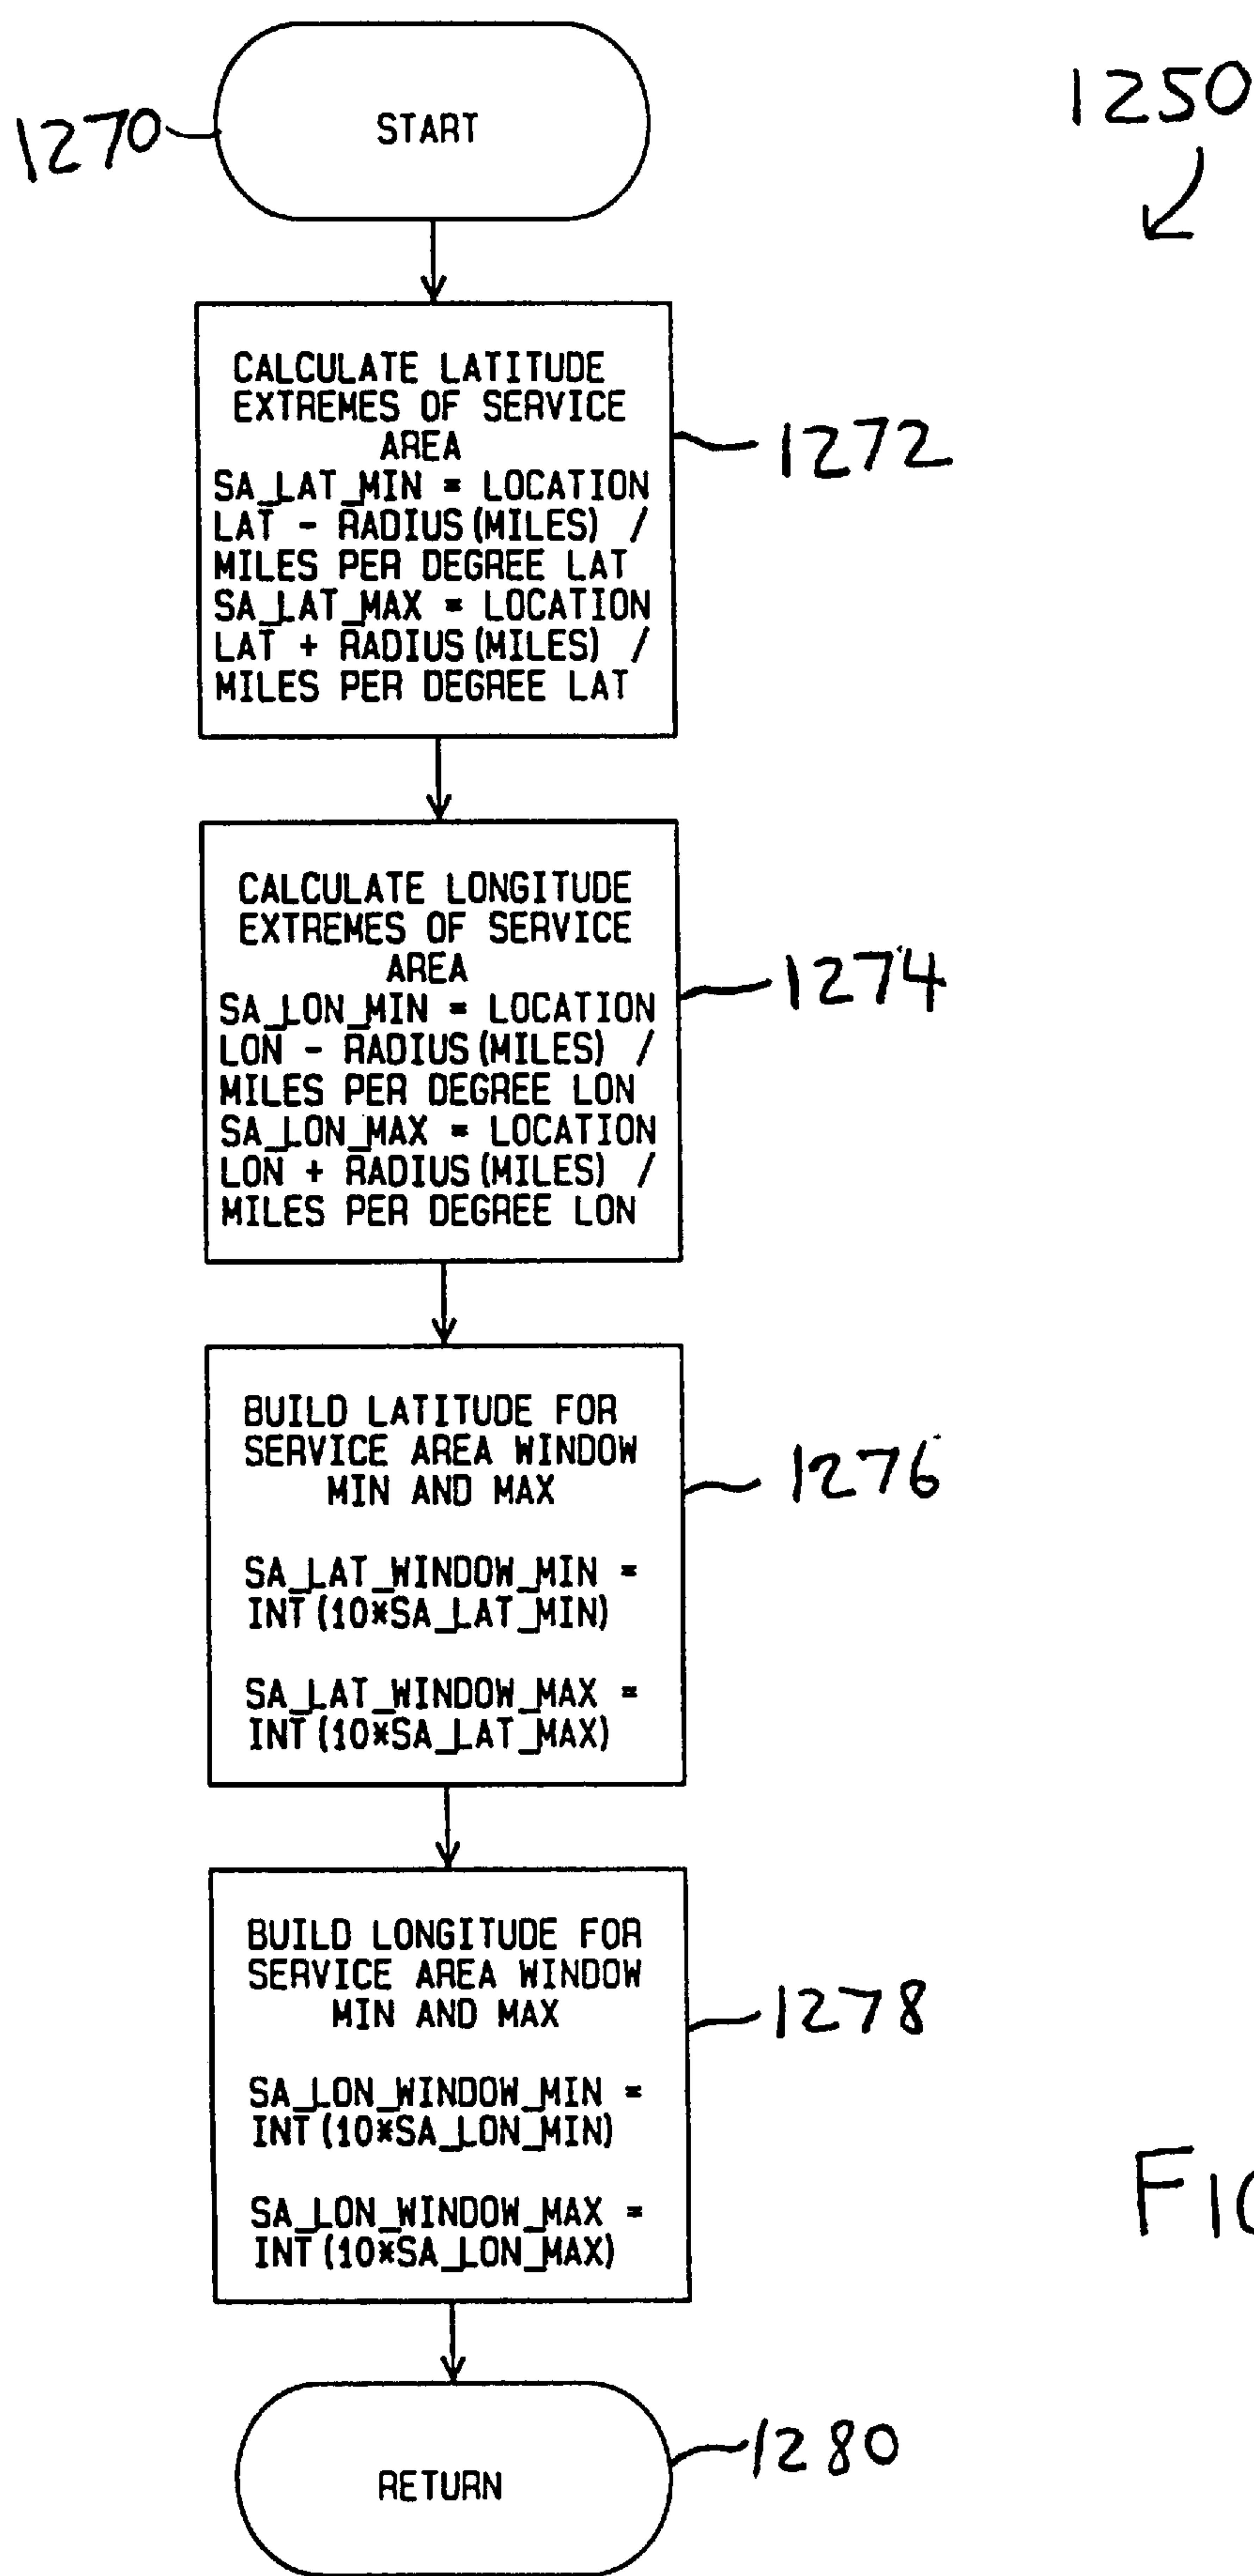 1250
1270
START
CALCULATE LATITUDE
EXTREMES OF SERVICE
AREA
SA_LAT_MIN = LOCATION
LAT - RADIUS(MILES) /
MILES PER DEGREE LAT
SA_LAT_MAX = LOCATION
LAT + RADIUS(MILES) /
MILES PER DEGREE LAT
1272
CALCULATE LONGITUDE
EXTREMES OF SERVICE
AREA
SA_LON_MIN = LOCATION
LON - RADIUS(MILES) /
MILES PER DEGREE LON
SA_LON_MAX = LOCATION
LON + RADIUS(MILES) /
MILES PER DEGREE LON
1274
BUILD LATITUDE FOR
SERVICE AREA WINDOW
MIN AND MAX
SA_LAT_WINDOW_MIN =
INT(10*SA_LAT_MIN)
SA_LAT_WINDOW_MAX =
INT(10*SA_LAT_MAX)
1276
BUILD LONGITUDE FOR
SERVICE AREA WINDOW
MIN AND MAX
SA_LON_WINDOW_MIN =
INT(10*SA_LON_MIN)
SA_LON_WINDOW_MAX =
INT(10*SA_LON_MAX)
1278
RETURN
1280